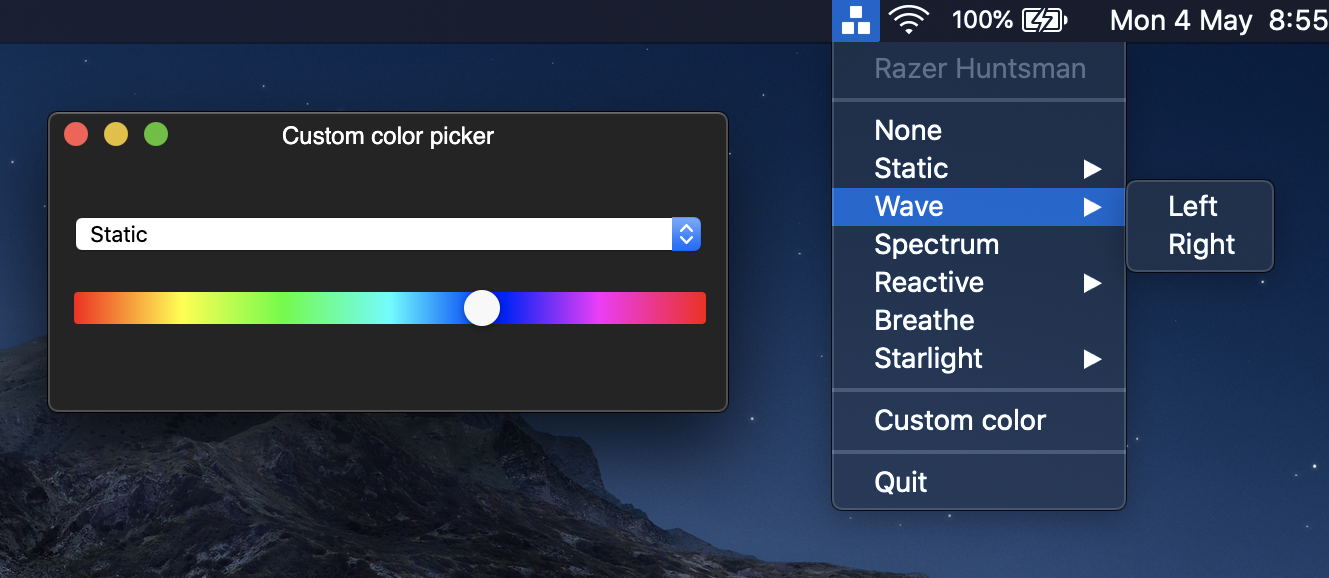 100% Mon 4 May 8:55
Razer Huntsman
Custom color picker
Static
None
Static
Wave
Left
Spectrum
Right
Reactive
Breathe
Starlight
Custom color
Quit